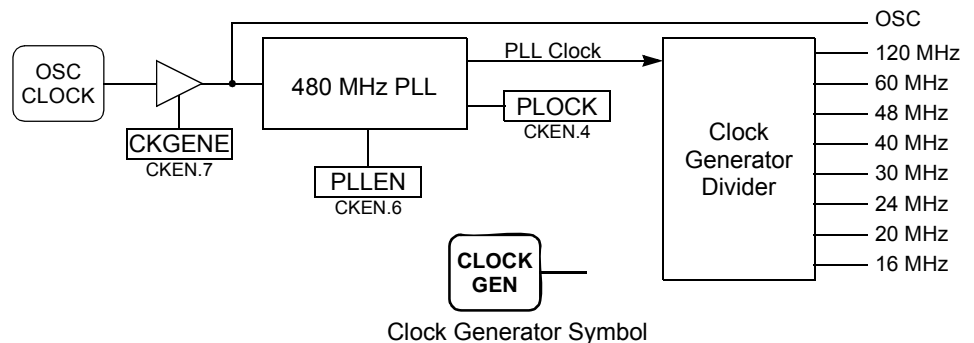 OSC
OSC
CLOCK
480 MHz PLL
PLL Clock
PLOCK
CKEN.4
CKGENE
CKEN.7
PLLEN
CKEN.6
Clock
Generator
Divider
120 MHz
60 MHz
48 MHz
40 MHz
30 MHz
24 MHz
20 MHz
16 MHz
CLOCK
GEN
Clock Generator Symbol